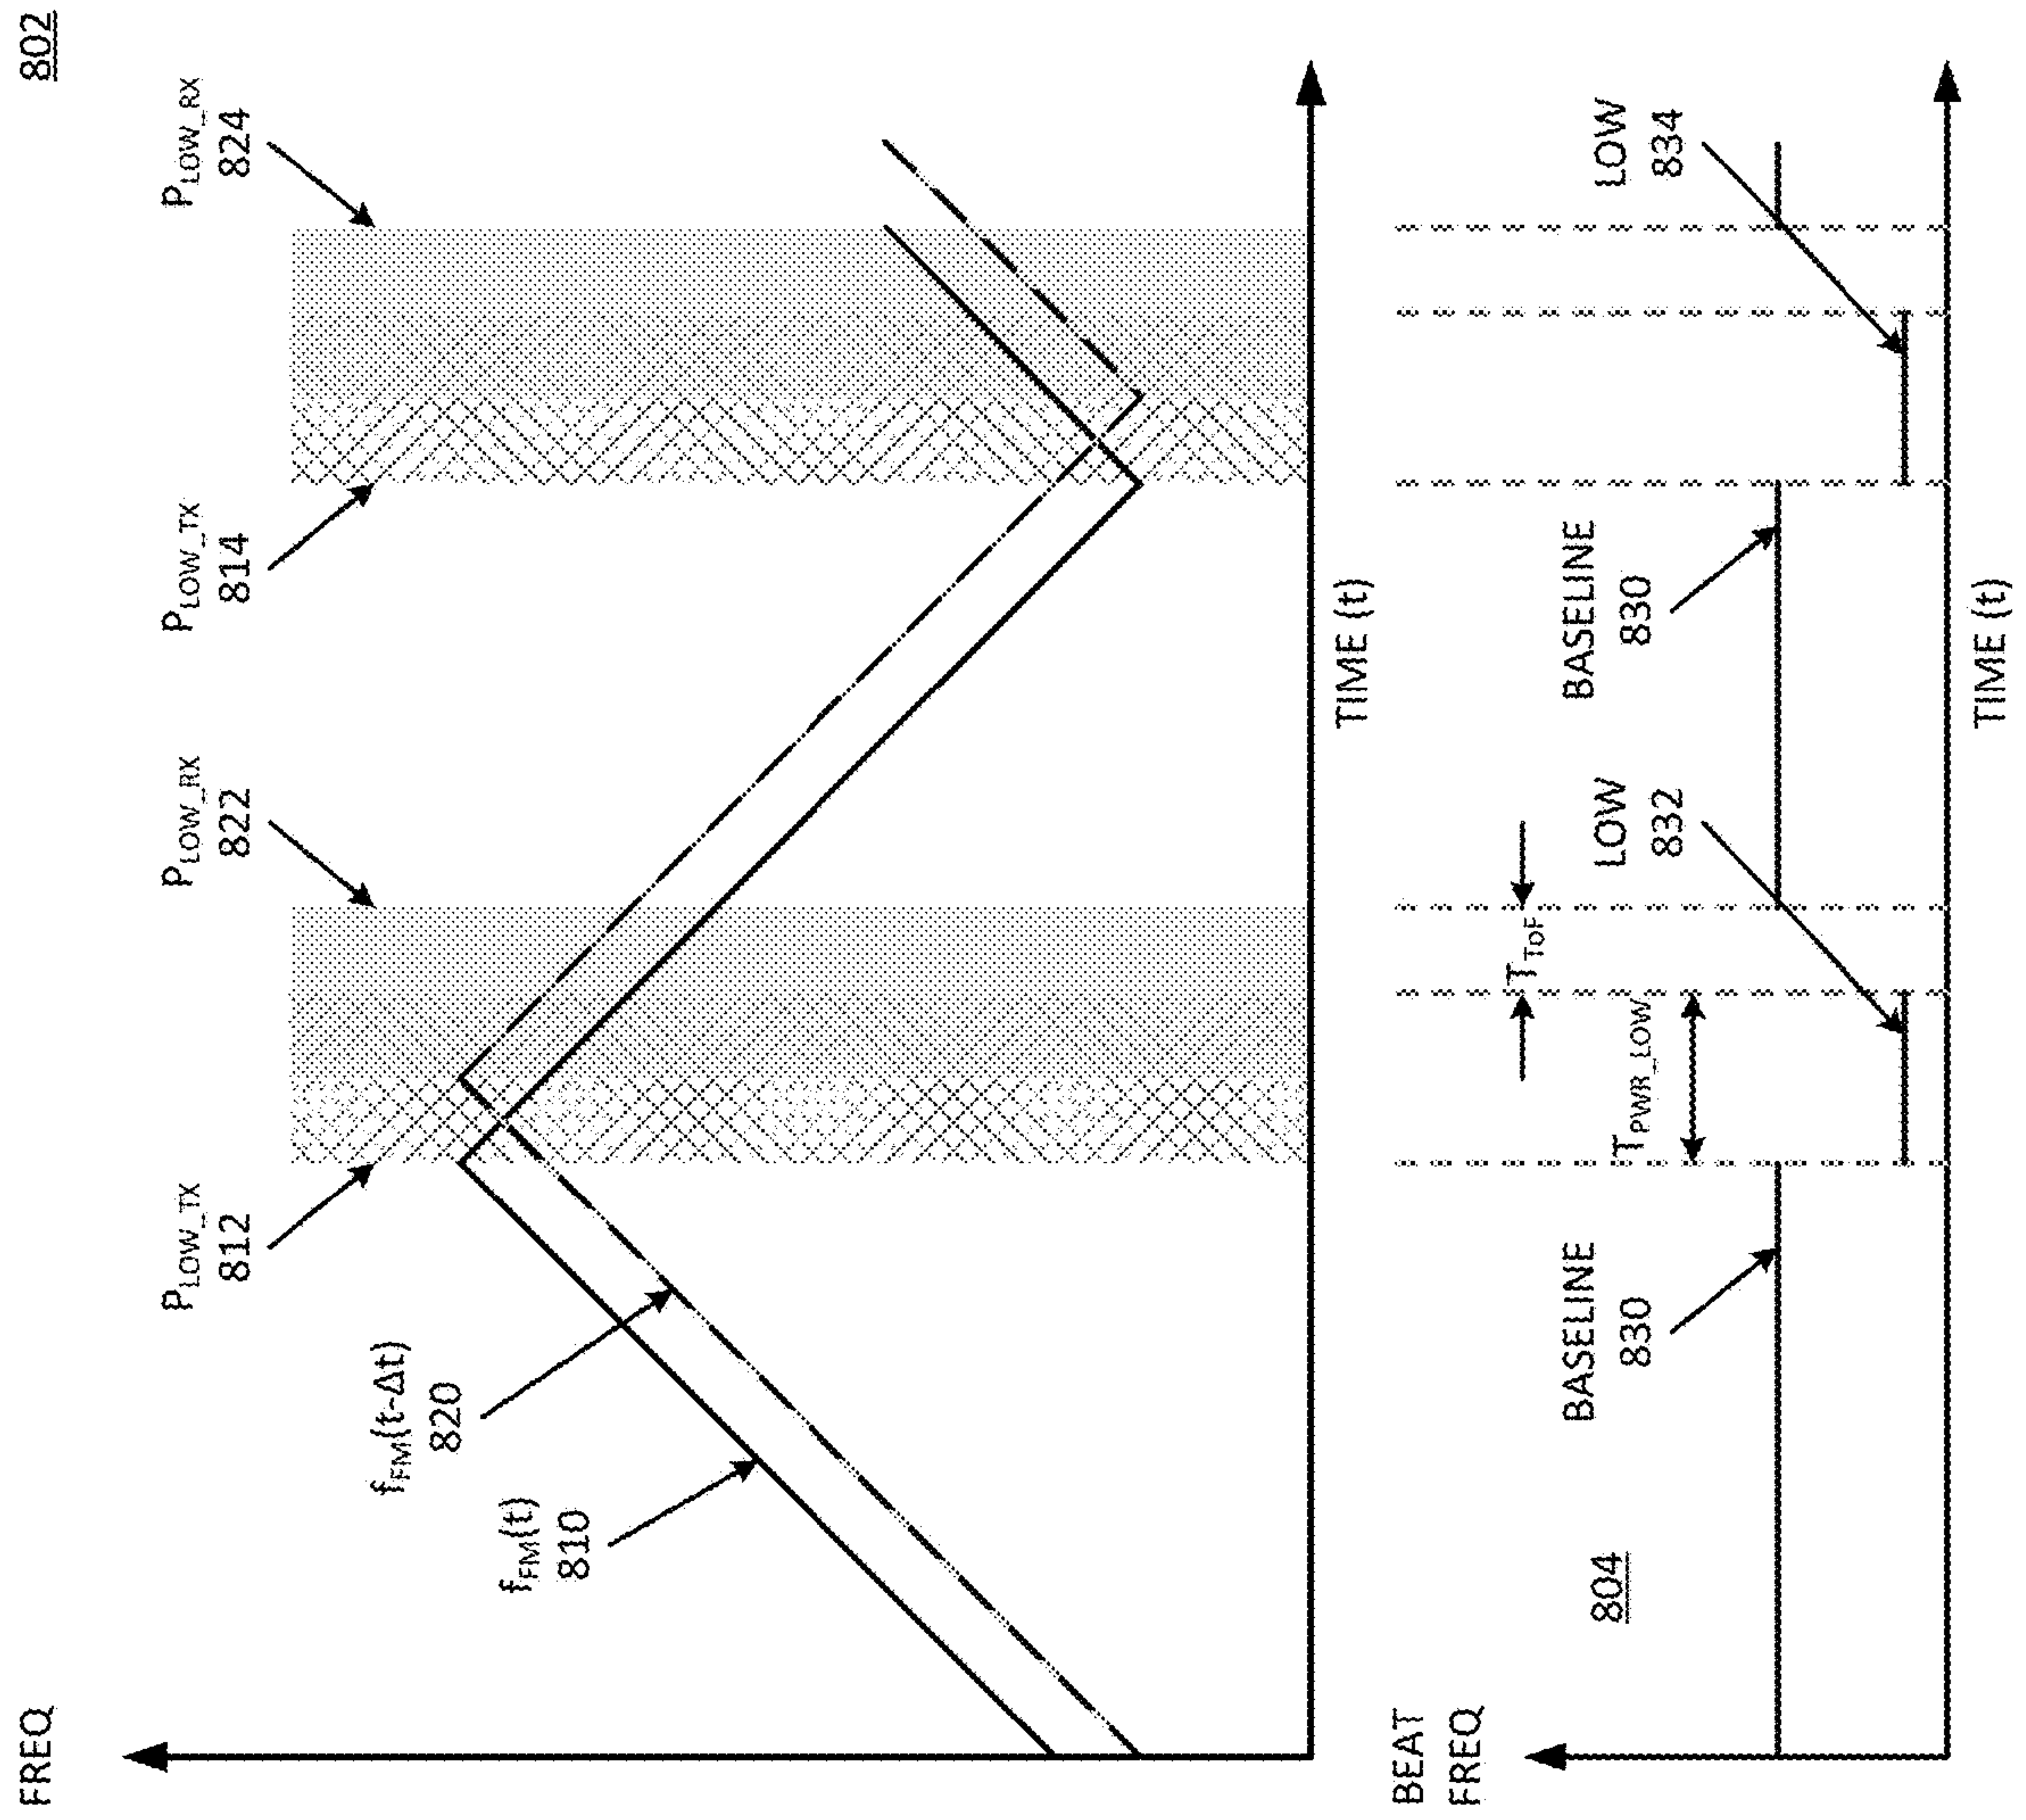 802
FREQ
P_LOW_TX
812
P_LOW_RX
822
P_LOW_TX
814
P_LOW_RX
824
f_FM(t-Δt)
820
f_FM(t)
810
TIME (t)
BEAT
FREQ
804
BASELINE
830
T_PWR_LOW
T_ToF
LOW
832
BASELINE
830
LOW
834
TIME (t)